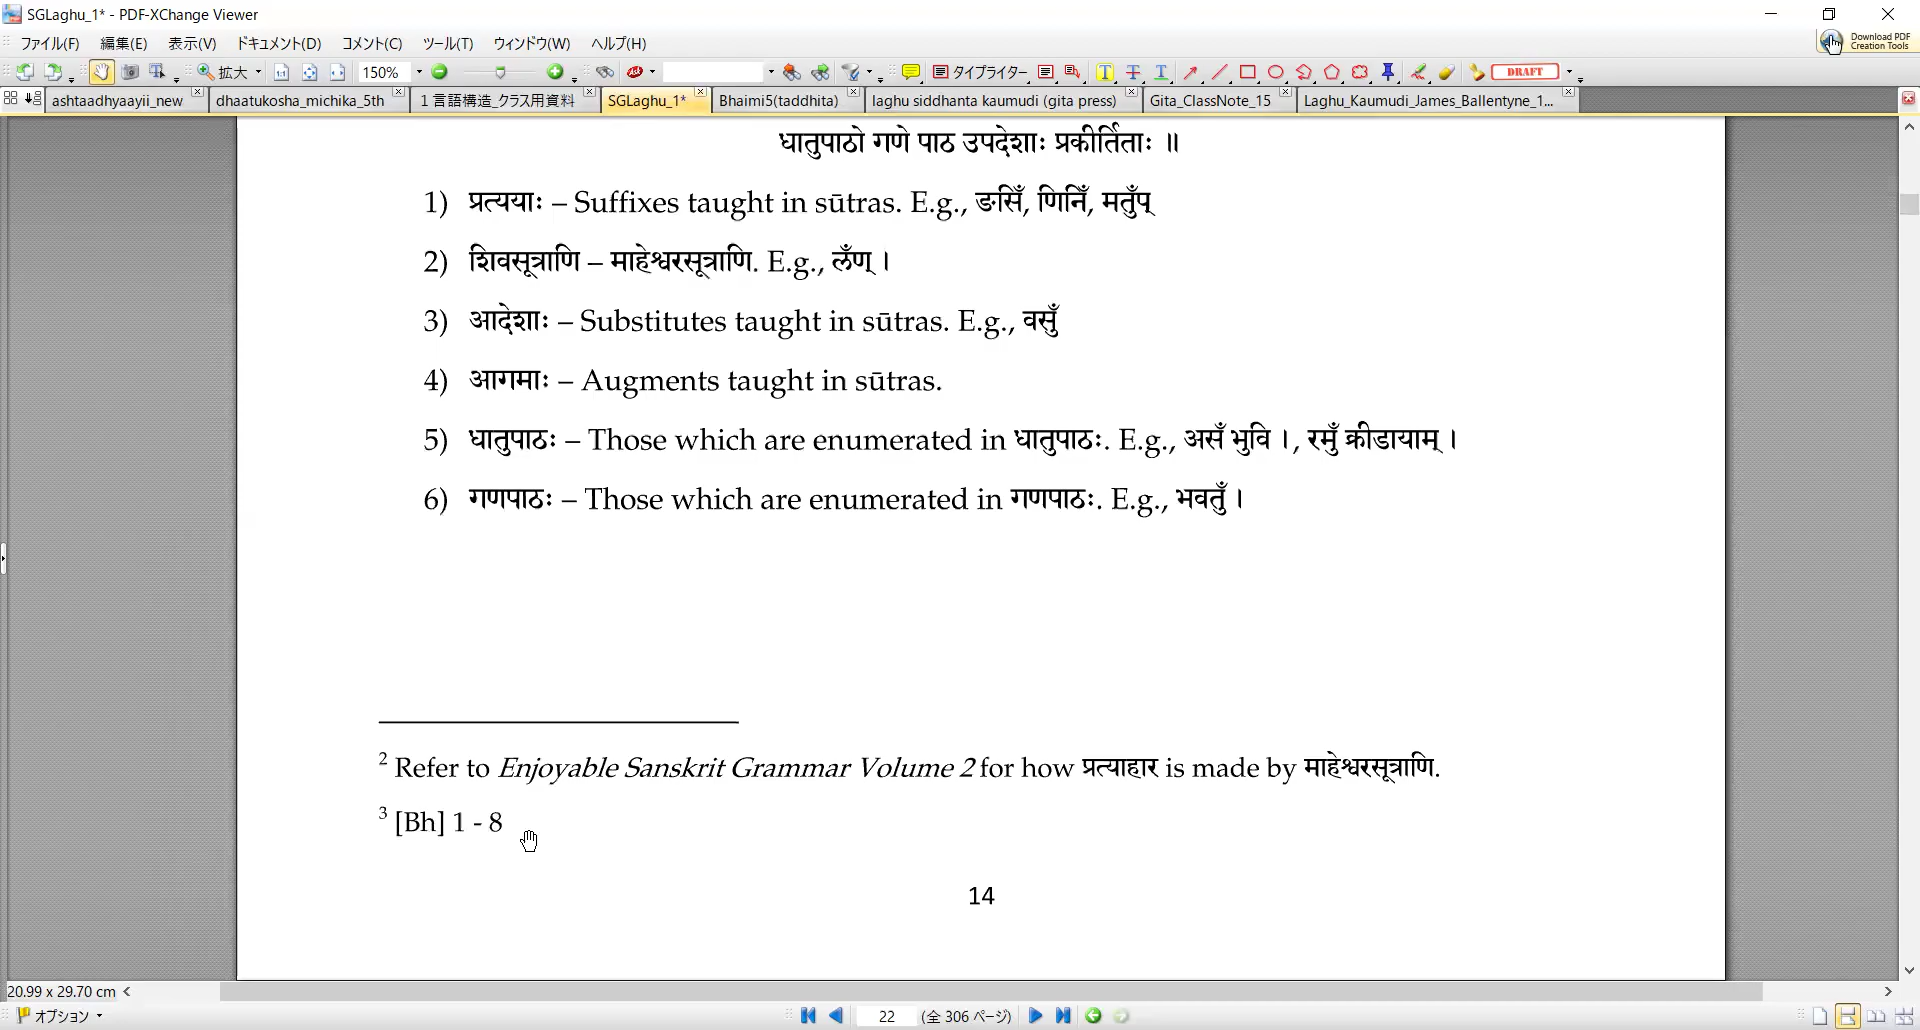 SGLaghu_1* - PDF-XChange Viewer
ファイル(F) 編集(E) 表示(V) ドキュメント(D) コメント(C) ツール(T) ウィンドウ(W) ヘルプ(H)
Download PDF
Creation Tools
拡大 150% タイプライター DRAFT
ashtaadhyaayii_new dhaatukosha_michika_5th 1 言語構造_クラス用資料 SGLaghu_1* Bhaimi5(taddhita) laghu siddhanta kaumudi (gita press) Gita_ClassNote_15 Laghu_Kaumudi_James_Ballentyne_1...
धातुपाठो गणे पाठ उपदेशाः प्रकीर्तिताः ॥
1) प्रत्ययाः – Suffixes taught in sūtras. E.g., ङसिँ, णिनिँ, मतुँप्
2) शिवसूत्राणि – माहेश्वरसूत्राणि. E.g., लँण् ।
3) आदेशाः – Substitutes taught in sūtras. E.g., वसुँ
4) आगमाः – Augments taught in sūtras.
5) धातुपाठः – Those which are enumerated in धातुपाठः. E.g., असँ भुवि ।, रमुँ क्रीडायाम् ।
6) गणपाठः – Those which are enumerated in गणपाठः. E.g., भवतुँ ।
2 Refer to Enjoyable Sanskrit Grammar Volume 2 for how प्रत्याहार is made by माहेश्वरसूत्राणि.
3 [Bh] 1 - 8
14
20.99 x 29.70 cm
オプション 22 (全 306 ページ)